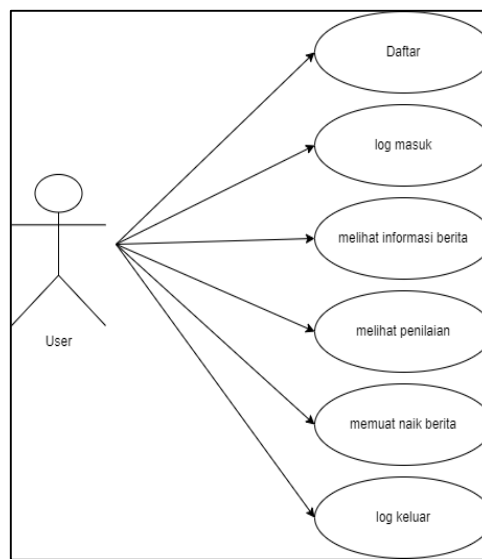 Daftar
log masuk
melihat informasi berita
melihat penilaian
User
memuat naik berita
log keluar